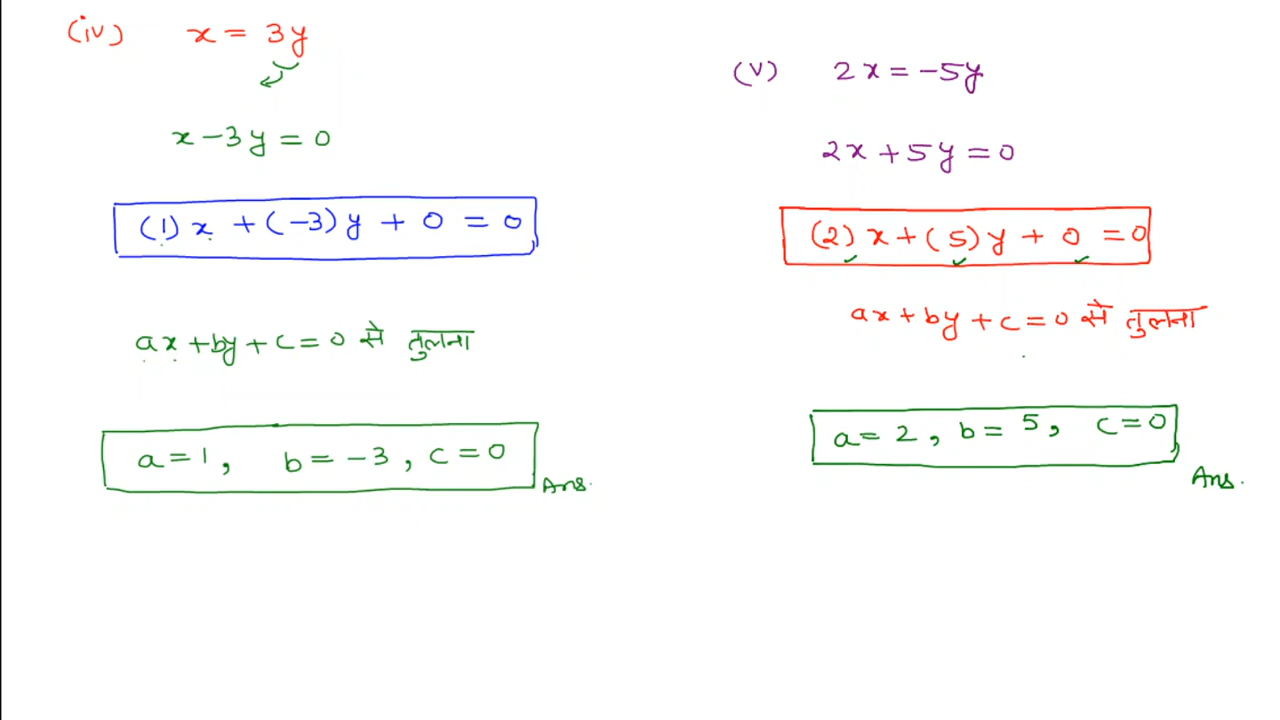 (iv) x = 3y
x - 3y = 0
(1) x + (-3) y + 0 = 0
ax + by + c = 0 से तुलना
a = 1, b = -3, c = 0
Ans.
(v) 2x = -5y
2x + 5y = 0
(2) x + (5) y + 0 = 0
ax + by + c = 0 से तुलना
a = 2, b = 5, c = 0
Ans.